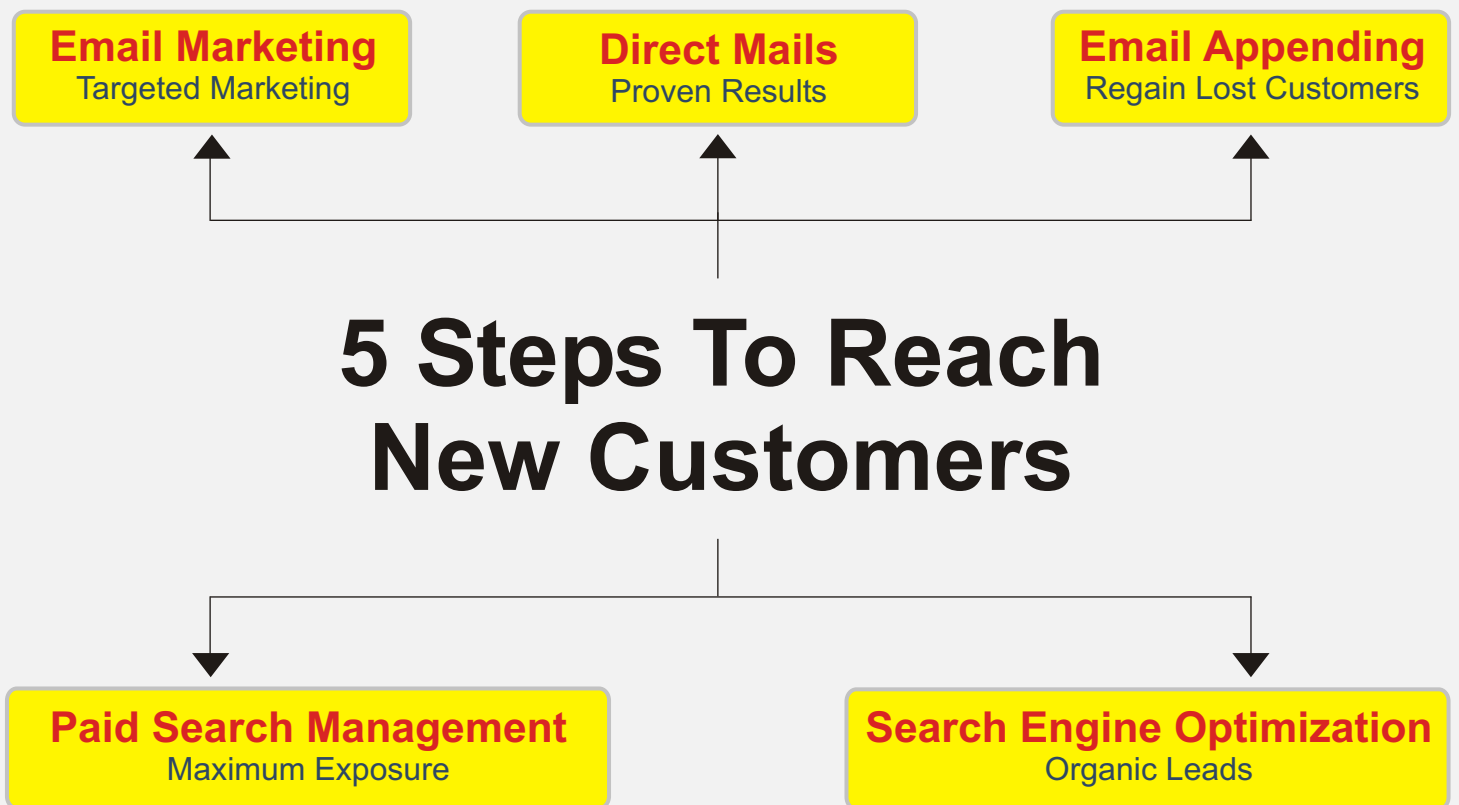 Email Marketing
Targeted Marketing
Direct Mails
Proven Results
Email Appending
Regain Lost Customers
5 Steps To Reach
New Customers
Paid Search Management
Maximum Exposure
Search Engine Optimization
Organic Leads